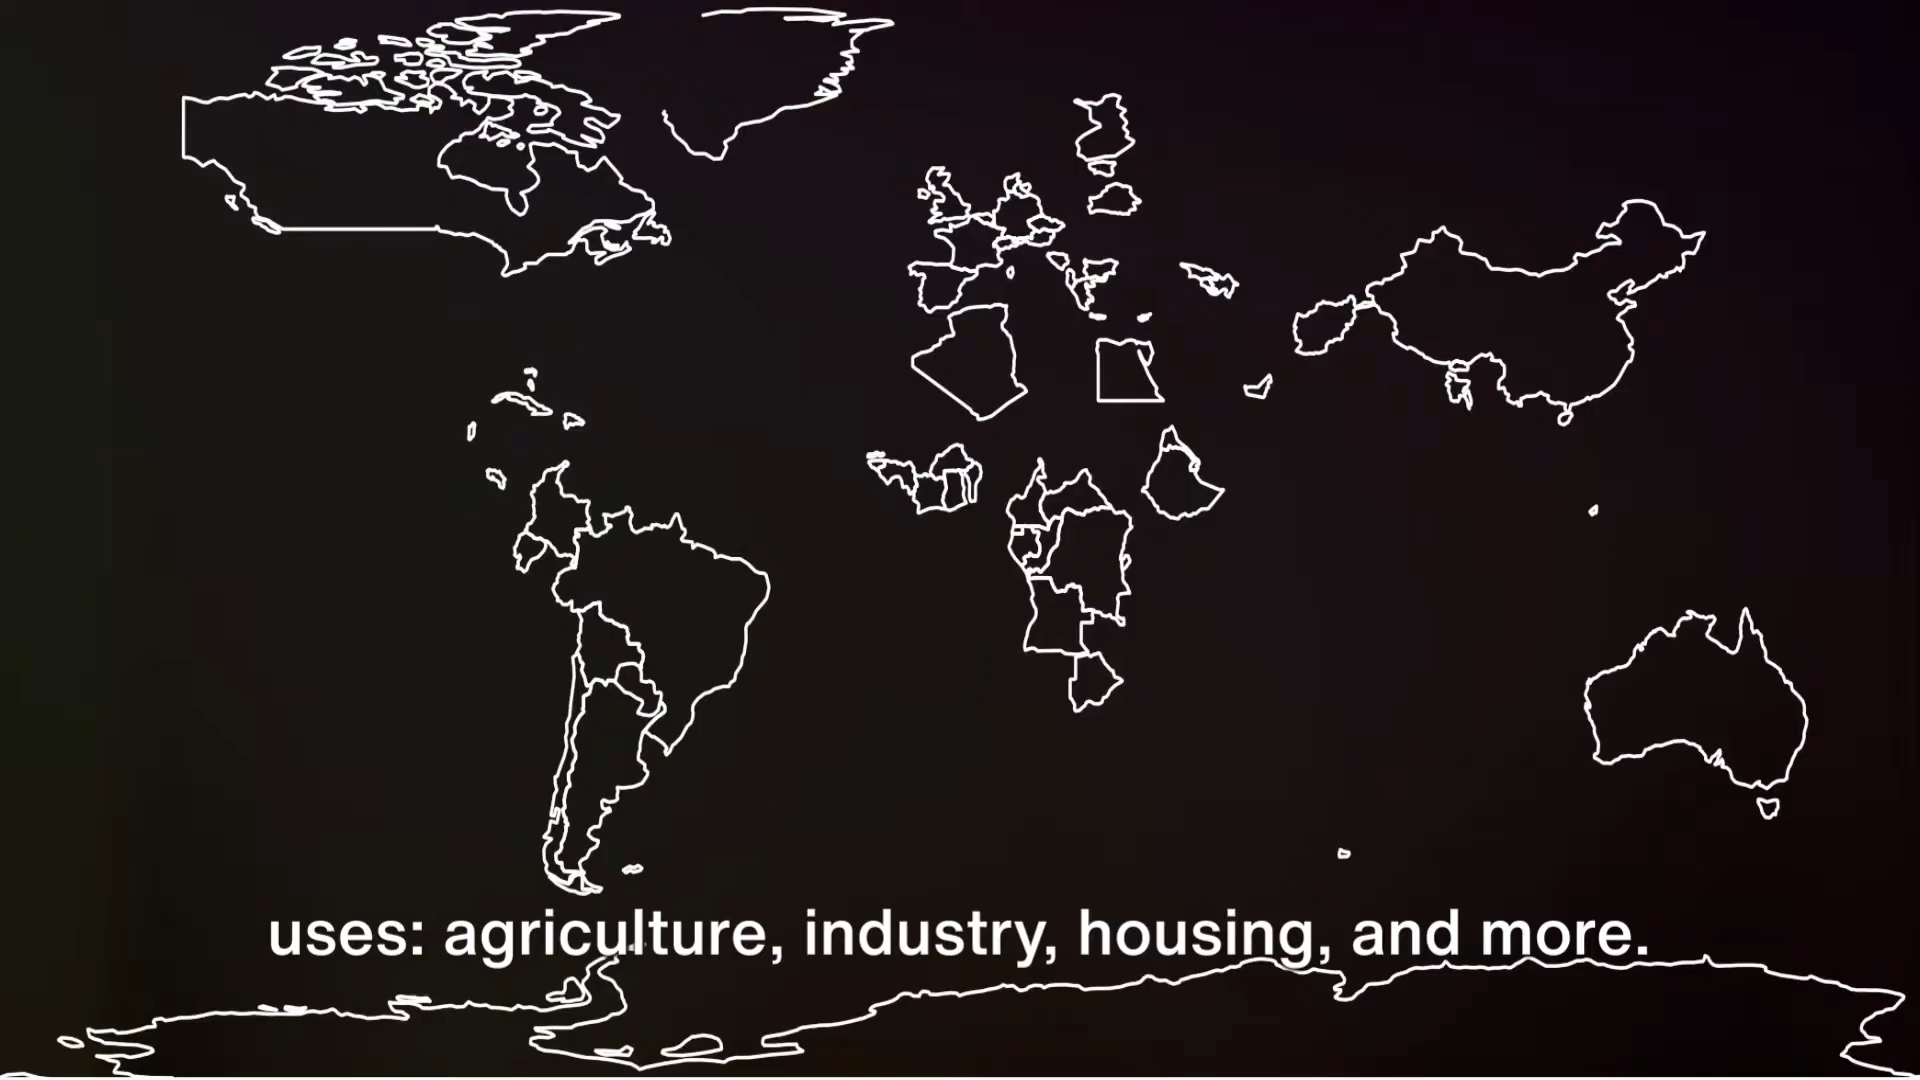 uses: agriculture, industry, housing, and more.